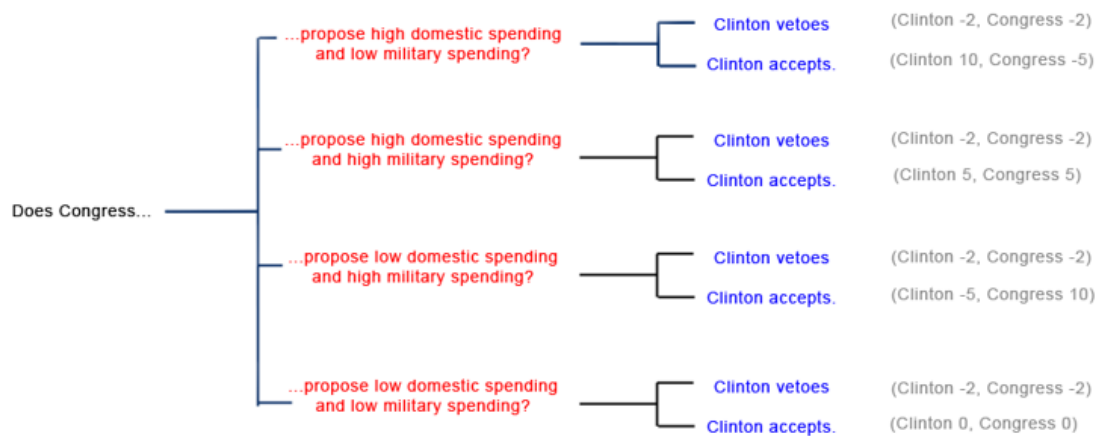 ...propose high domestic spending
and low military spending?
Clinton vetoes
(Clinton -2, Congress -2)
Clinton accepts.
(Clinton 10, Congress -5)
...propose high domestic spending
and high military spending?
Clinton vetoes
(Clinton -2, Congress -2)
Clinton accepts.
(Clinton 5, Congress 5)
Does Congress...
...propose low domestic spending
and high military spending?
Clinton vetoes
(Clinton -2, Congress -2)
Clinton accepts.
(Clinton -5, Congress 10)
...propose low domestic spending
and low military spending?
Clinton vetoes
(Clinton -2, Congress -2)
Clinton accepts.
(Clinton 0, Congress 0)